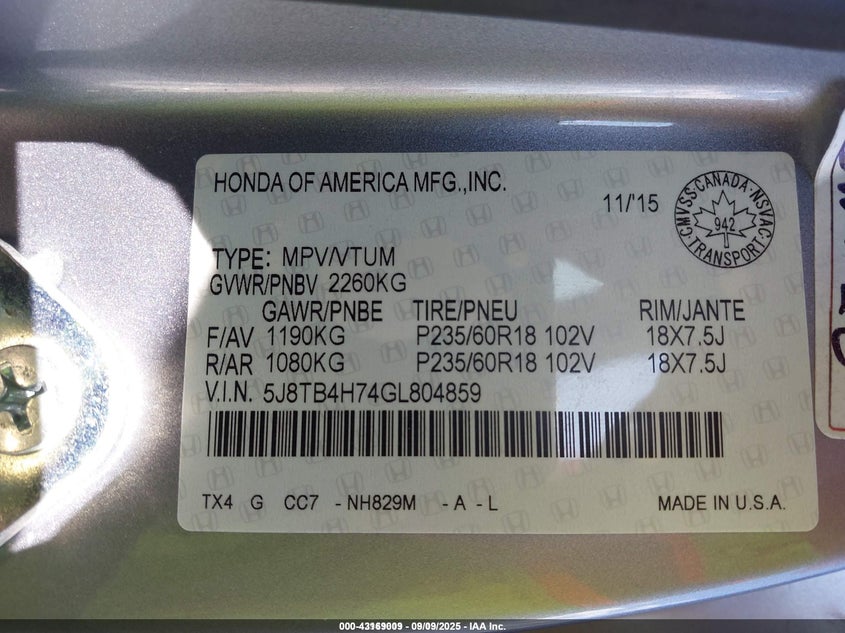 HONDA OF AMERICA MFG.,INC.
11/'15
CMVSS · CANADA · NSVAC
942
TRANSPORT
TYPE: MPV/VTUM
GVWR/PNBV 2260KG
GAWR/PNBE TIRE/PNEU RIM/JANTE
F/AV 1190KG P235/60R18 102V 18X7.5J
R/AR 1080KG P235/60R18 102V 18X7.5J
V.I.N. 5J8TB4H74GL804859
TX4 G CC7 - NH829M - A - L MADE IN U.S.A.
000-43169009 - 09/09/2025 - IAA Inc.